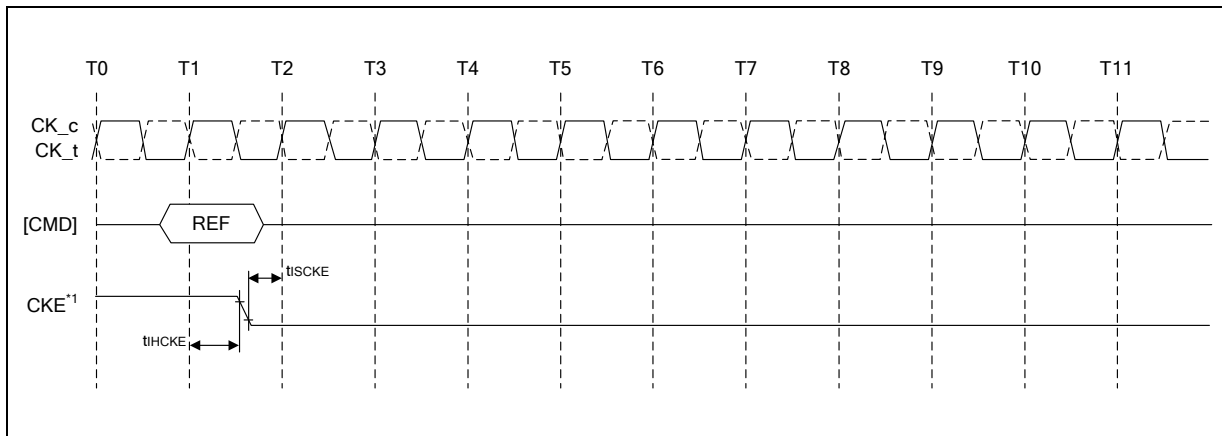 T0 T1 T2 T3 T4 T5 T6 T7 T8 T9 T10 T11
CK_c
CK_t
[CMD] REF
tISCKE
CKE*1
tIHCKE